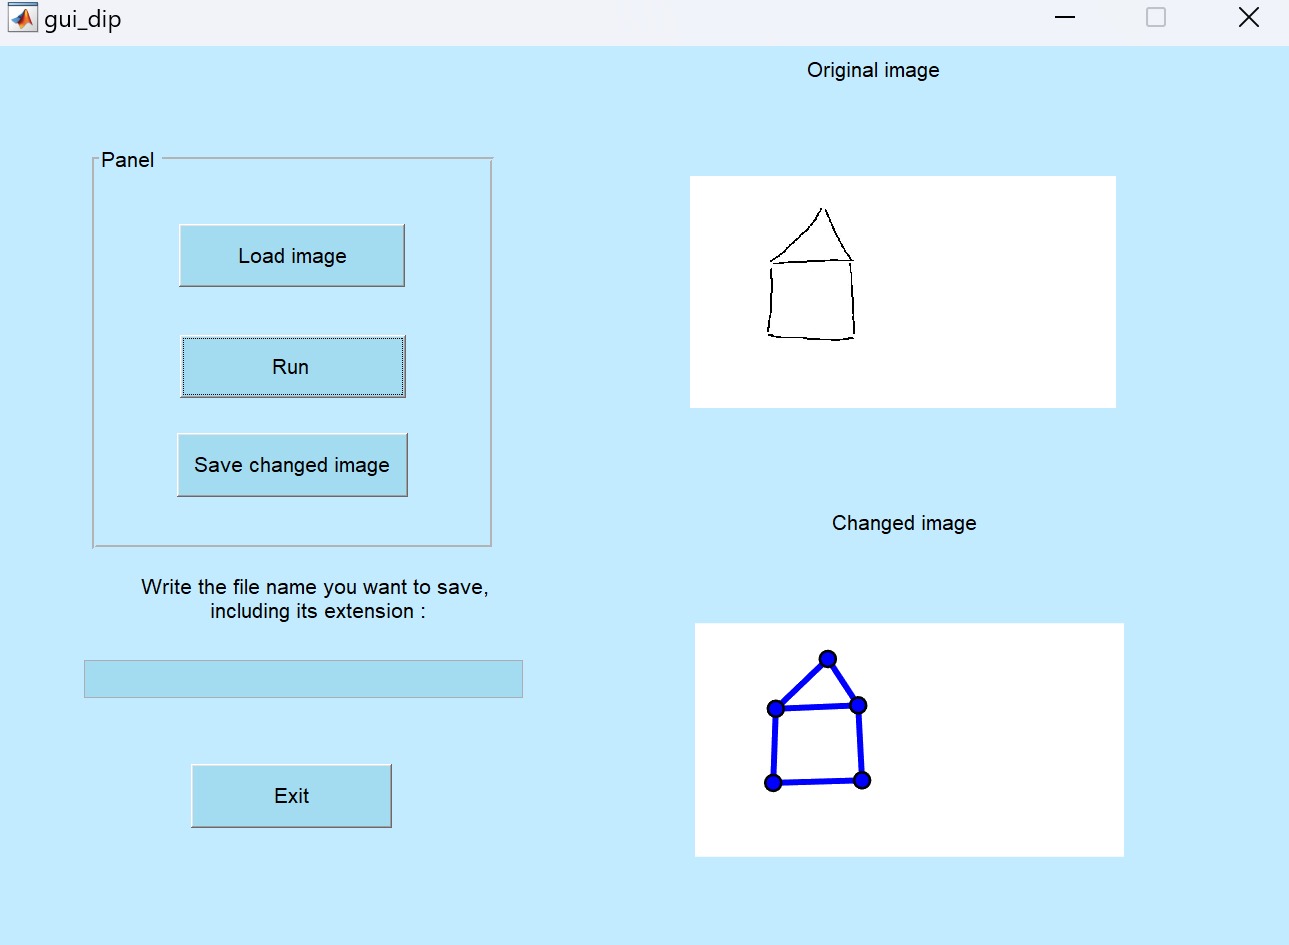 gui_dip
Original image
Panel
Load image
Run
Save changed image
Changed image
Write the file name you want to save,
including its extension :
Exit